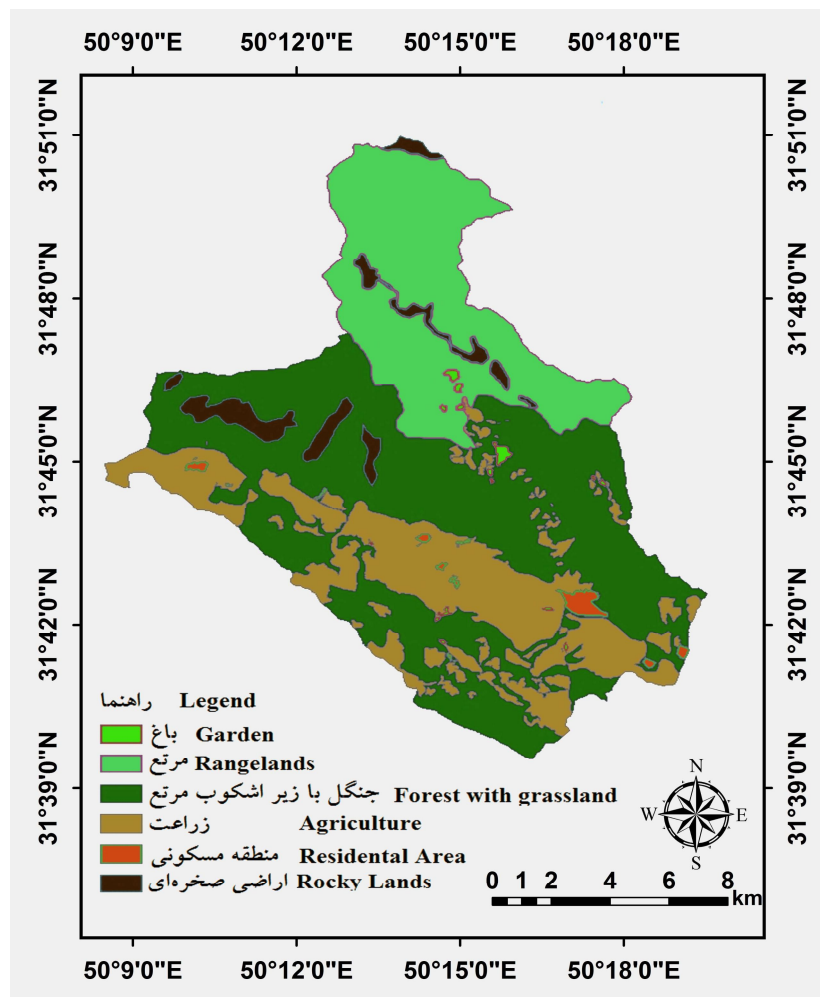 50°9'0"E 50°12'0"E 50°15'0"E 50°18'0"E
31°51'0"N 31°51'0"N
31°48'0"N 31°48'0"N
31°45'0"N 31°45'0"N
31°42'0"N 31°42'0"N
31°39'0"N 31°39'0"N
راهنما Legend
باغ Garden
مرتع Rangelands
جنگل با زیر اشکوب مرتع Forest with grassland
زراعت Agriculture
منطقه مسکونی Residental Area
اراضی صخره‌ای Rocky Lands
N
W E
S
0 1 2 4 6 8
km
50°9'0"E 50°12'0"E 50°15'0"E 50°18'0"E